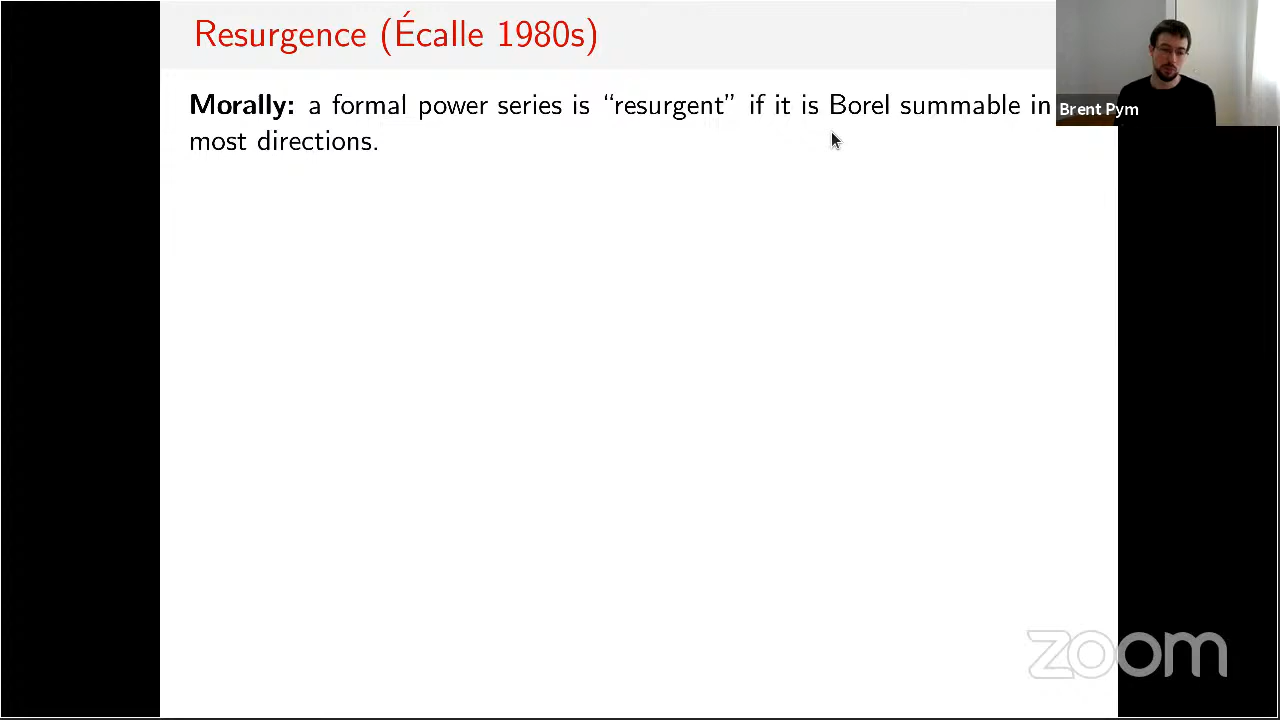 Resurgence (Écalle 1980s)
Morally: a formal power series is “resurgent” if it is Borel summable in
most directions.
Brent Pym
zoom